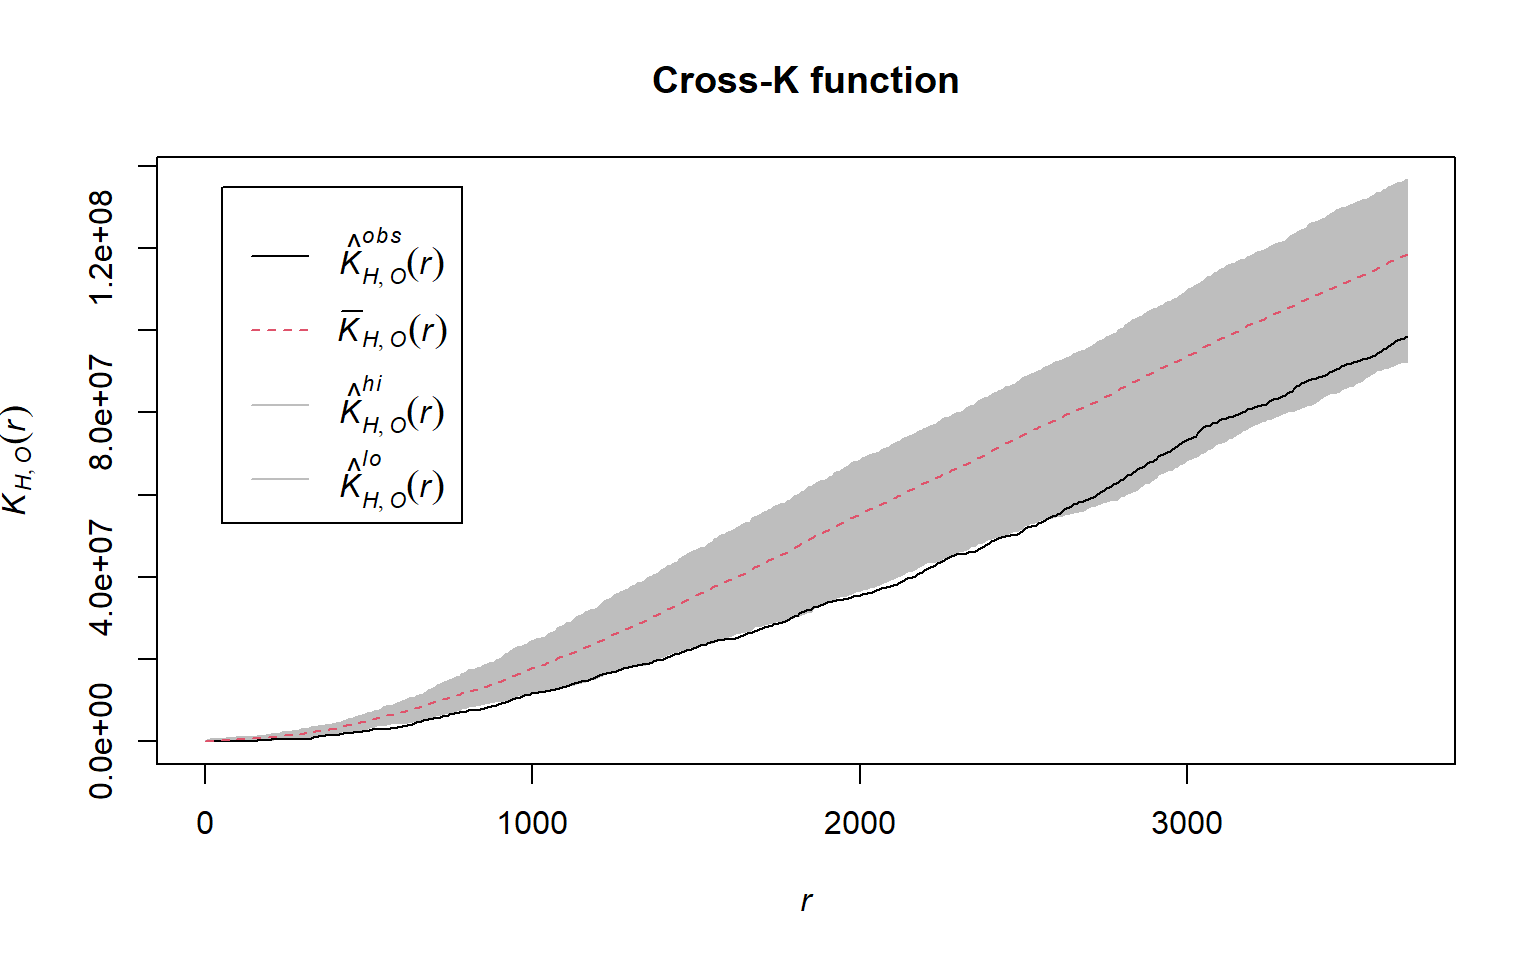 Cross-K function
K̂ᵒᵇˢ_H, O(r)
K̅_H, O(r)
K̂ʰⁱ_H, O(r)
K̂ˡᵒ_H, O(r)
K_H, O(r)
1.2e+08
8.0e+07
4.0e+07
0.0e+00
0 1000 2000 3000
r